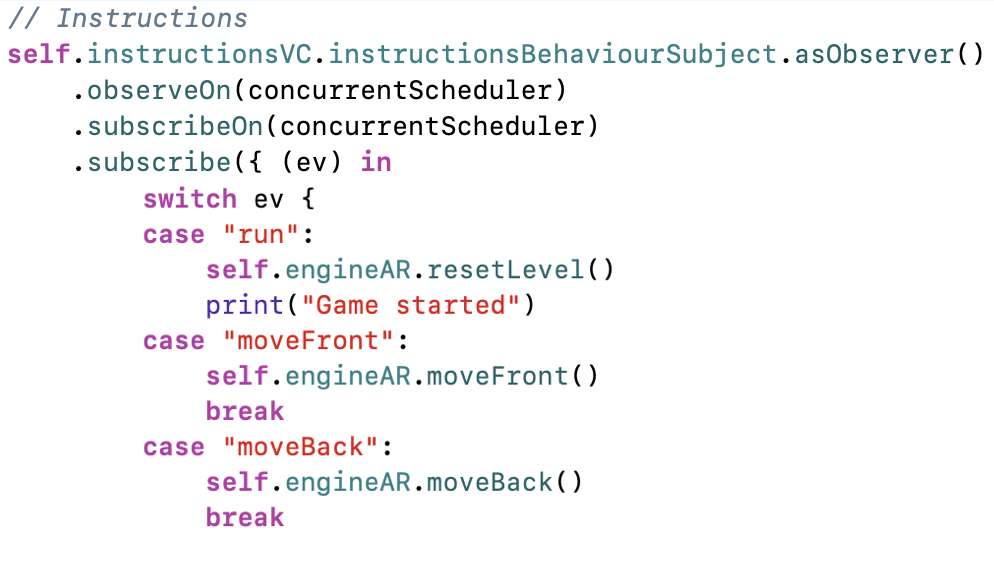 // Instructions
self.instructionsVC.instructionsBehaviourSubject.asObserver()
.observeOn(concurrentScheduler)
.subscribeOn(concurrentScheduler)
.subscribe({ (ev) in
switch ev {
case "run":
self.engineAR.resetLevel()
print("Game started")
case "moveFront":
self.engineAR.moveFront()
break
case "moveBack":
self.engineAR.moveBack()
break